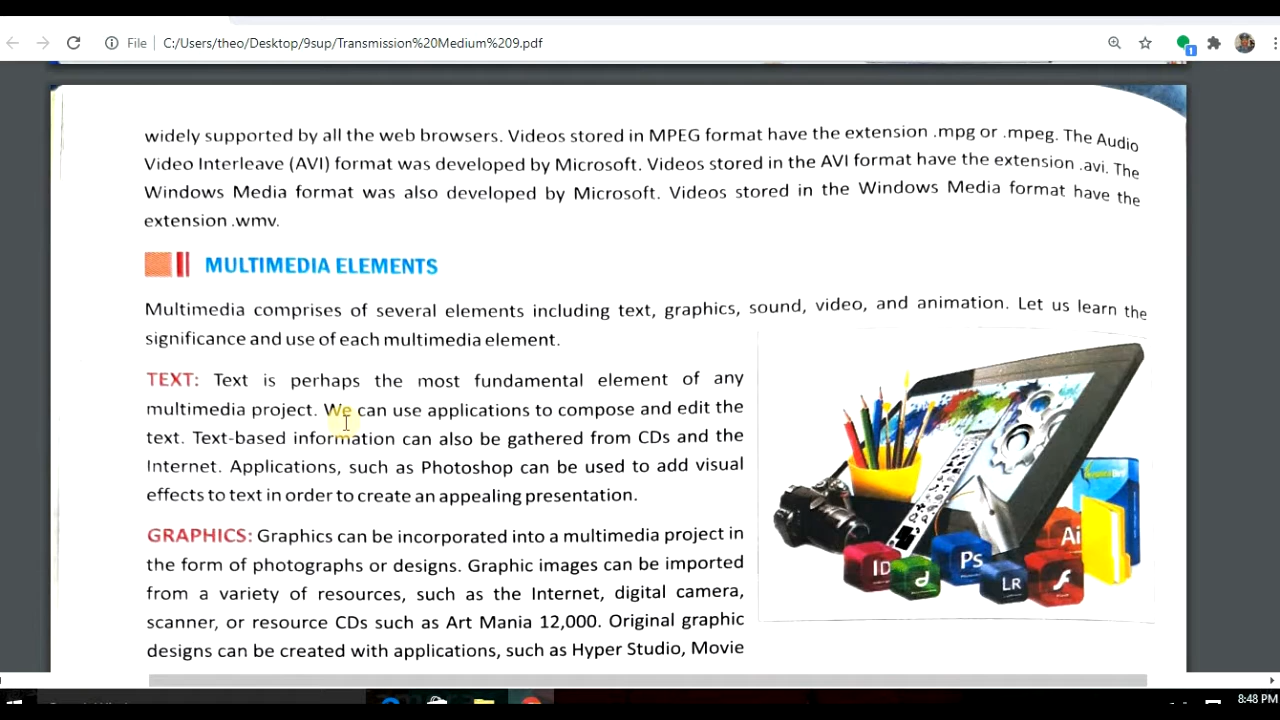 File C:/Users/theo/Desktop/9sup/Transmission%20Medium%209.pdf
1
widely supported by all the web browsers. Videos stored in MPEG format have the extension .mpg or .mpeg. The Audio
Video Interleave (AVI) format was developed by Microsoft. Videos stored in the AVI format have the extension .avi. The
Windows Media format was also developed by Microsoft. Videos stored in the Windows Media format have the
extension .wmv.
MULTIMEDIA ELEMENTS
Multimedia comprises of several elements including text, graphics, sound, video, and animation. Let us learn the
significance and use of each multimedia element.
TEXT: Text is perhaps the most fundamental element of any
multimedia project. We can use applications to compose and edit the
text. Text-based information can also be gathered from CDs and the
Internet. Applications, such as Photoshop can be used to add visual
effects to text in order to create an appealing presentation.
GRAPHICS: Graphics can be incorporated into a multimedia project in
the form of photographs or designs. Graphic images can be imported
from a variety of resources, such as the Internet, digital camera,
scanner, or resource CDs such as Art Mania 12,000. Original graphic
designs can be created with applications, such as Hyper Studio, Movie
Ai
ID
d
Ps
LR
f
8:48 PM